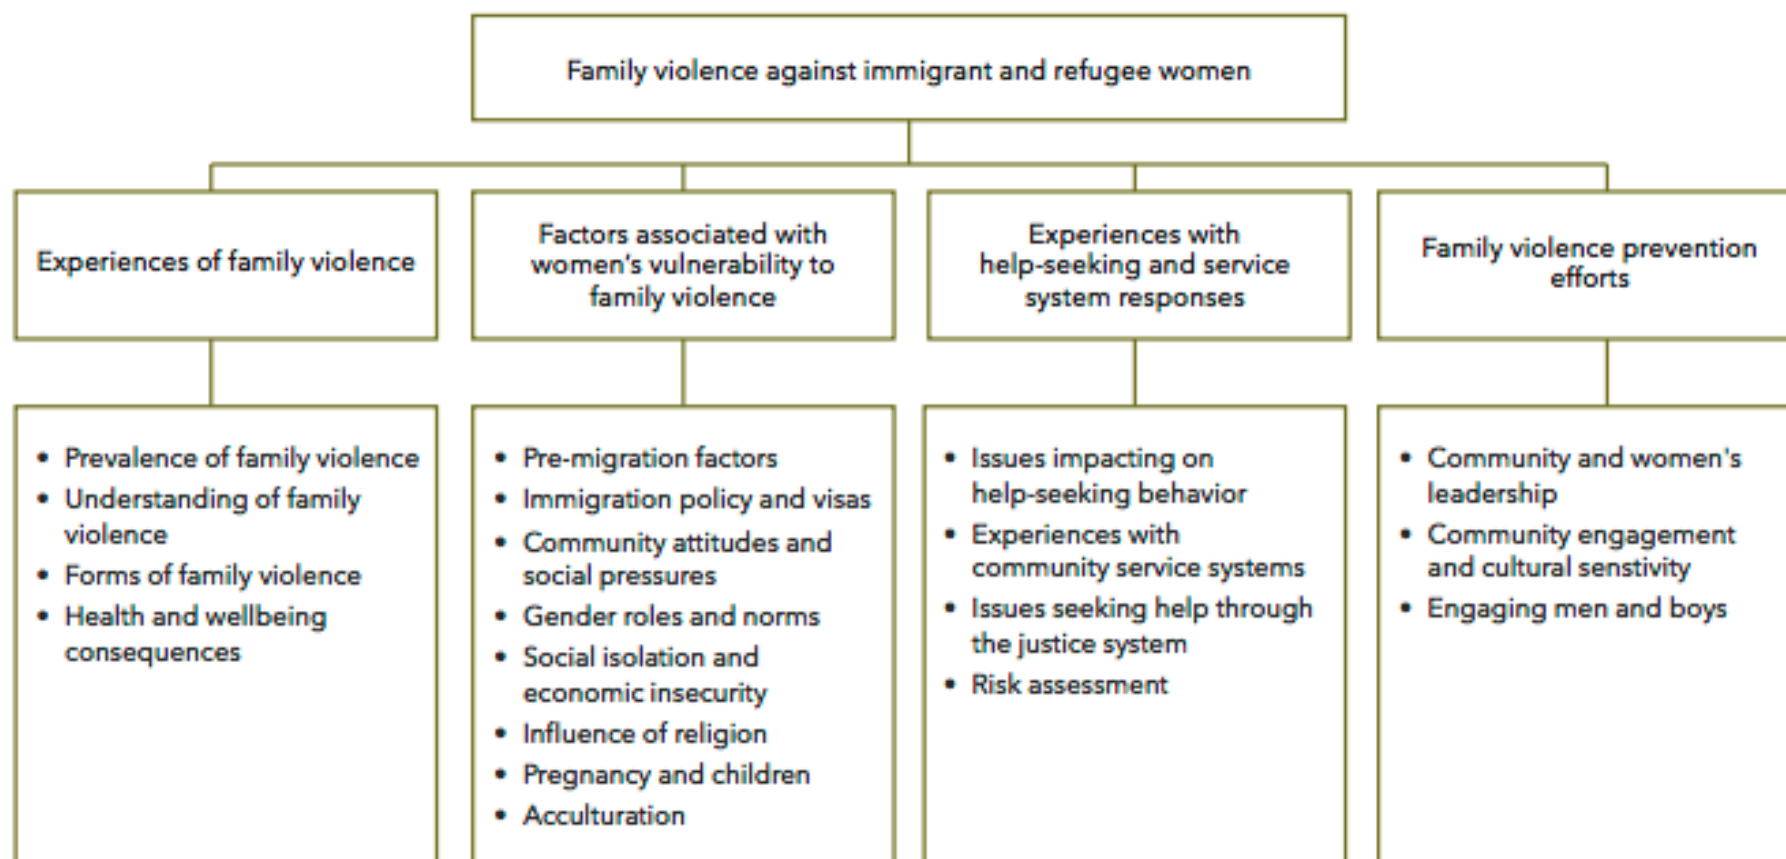 Family violence against immigrant and refugee women
Experiences of family violence
Factors associated with
women's vulnerability to
family violence
Experiences with
help-seeking and service
system responses
Family violence prevention
efforts
• Prevalence of family violence
• Understanding of family
violence
• Forms of family violence
• Health and wellbeing
consequences
• Pre-migration factors
• Immigration policy and visas
• Community attitudes and
social pressures
• Gender roles and norms
• Social isolation and
economic insecurity
• Influence of religion
• Pregnancy and children
• Acculturation
• Issues impacting on
help-seeking behavior
• Experiences with
community service systems
• Issues seeking help through
the justice system
• Risk assessment
• Community and women's
leadership
• Community engagement
and cultural senstivity
• Engaging men and boys